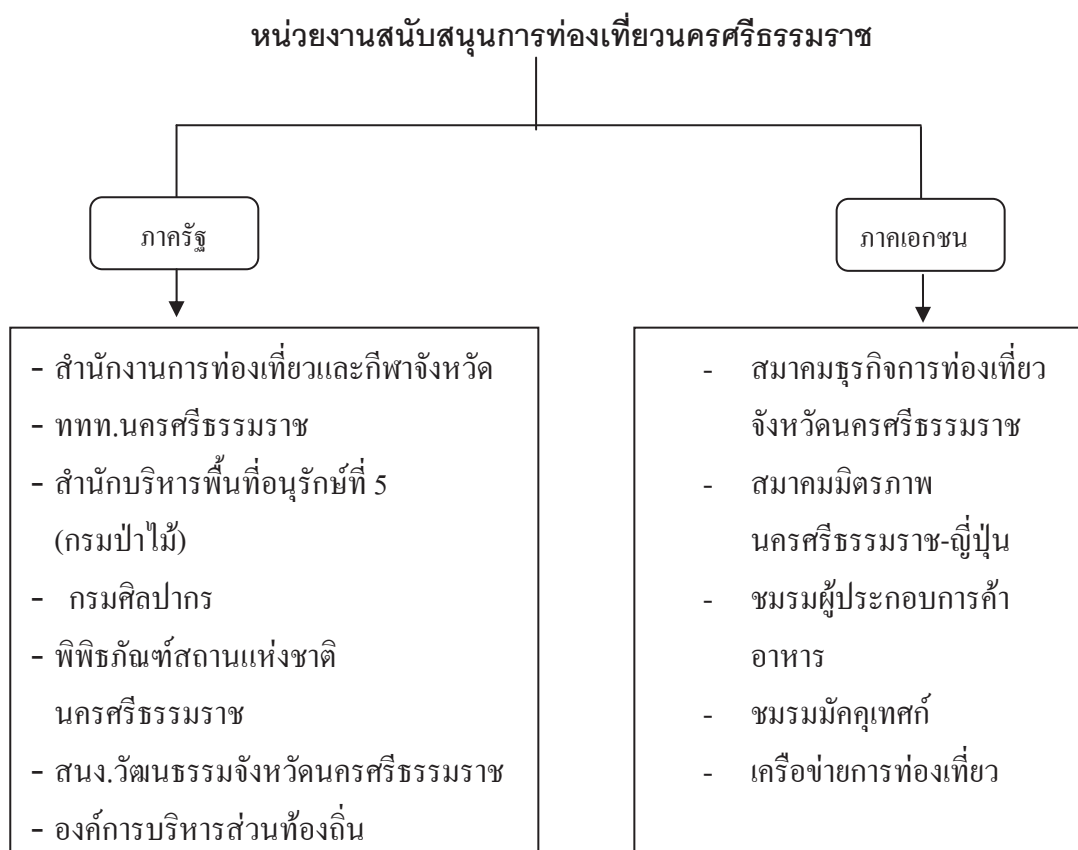 หน่วยงานสนับสนุนการท่องเที่ยวนครศรีธรรมราช
ภาครัฐ
ภาคเอกชน
- สำนักงานการท่องเที่ยวและกีฬาจังหวัด
- ททท.นครศรีธรรมราช
- สำนักบริหารพื้นที่อนุรักษ์ที่ 5
(กรมป่าไม้)
- กรมศิลปากร
- พิพิธภัณฑ์สถานแห่งชาติ
นครศรีธรรมราช
- สนง.วัฒนธรรมจังหวัดนครศรีธรรมราช
- องค์การบริหารส่วนท้องถิ่น
- สมาคมธุรกิจการท่องเที่ยว
จังหวัดนครศรีธรรมราช
- สมาคมมิตรภาพ
นครศรีธรรมราช-ญี่ปุ่น
- ชมรมผู้ประกอบการค้า
อาหาร
- ชมรมมัคคุเทศก์
- เครือข่ายการท่องเที่ยว